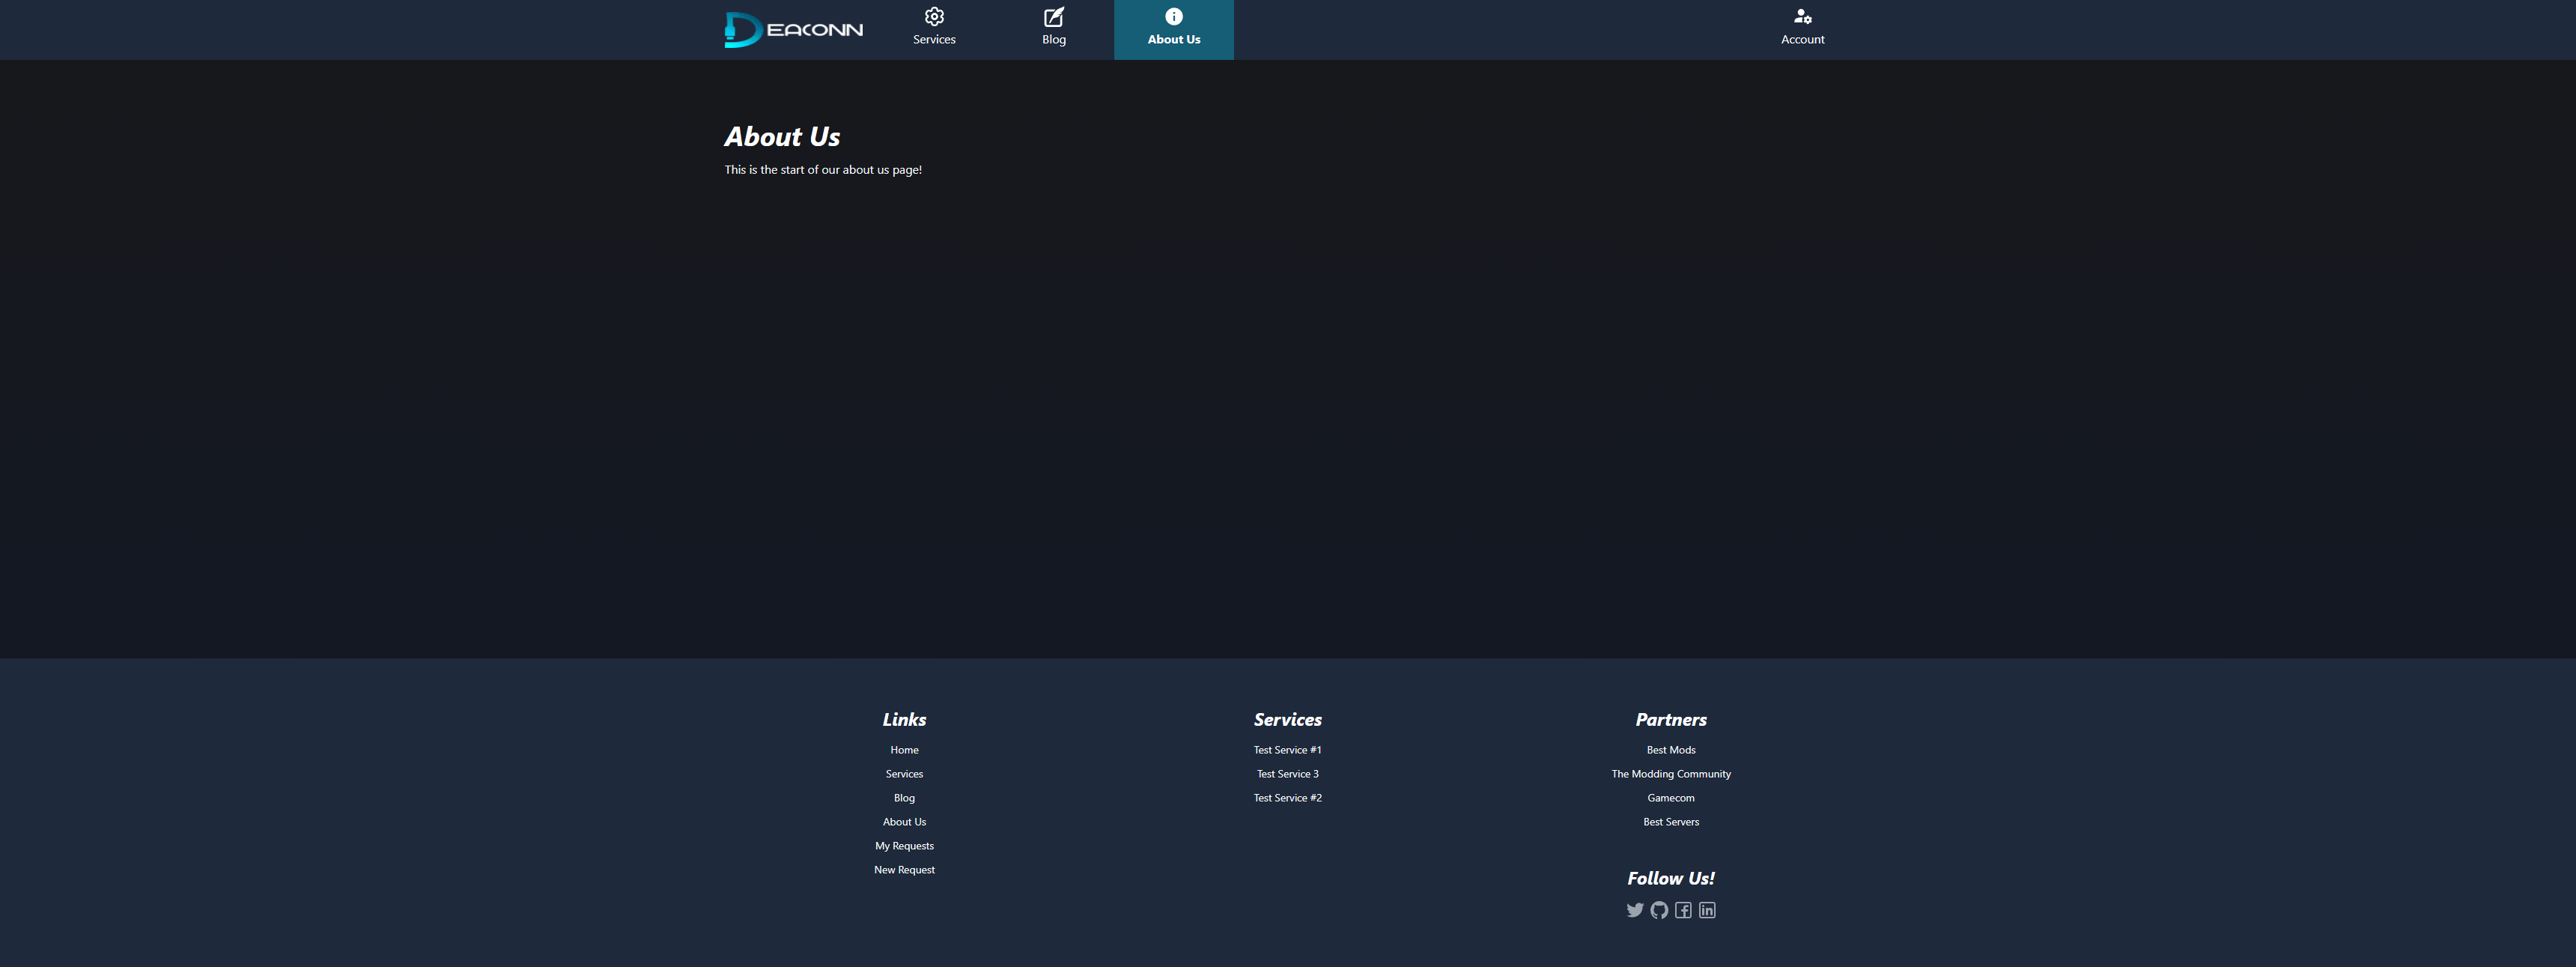 DEACONN
Services
Blog
About Us
Account
About Us
This is the start of our about us page!
Links
Home
Services
Blog
About Us
My Requests
New Request
Services
Test Service #1
Test Service 3
Test Service #2
Partners
Best Mods
The Modding Community
Gamecom
Best Servers
Follow Us!